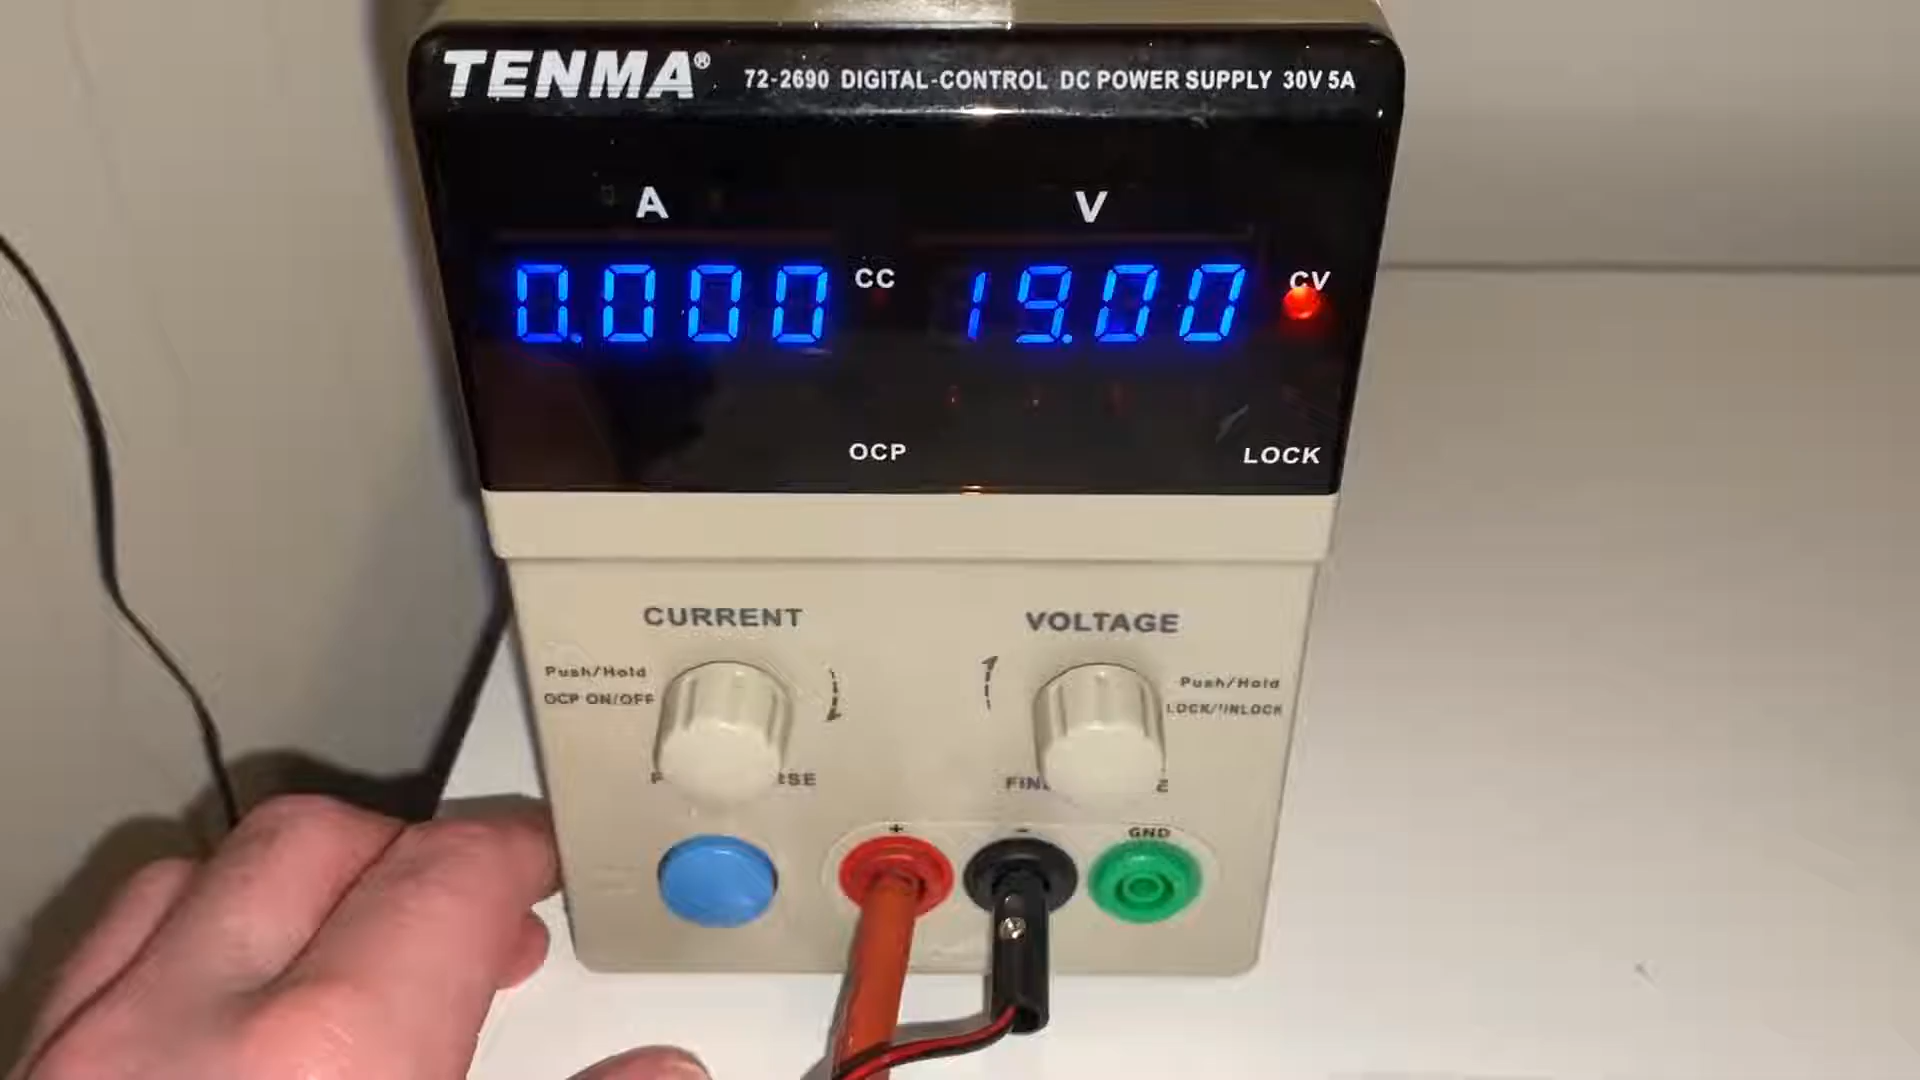 TENMA® 72-2690 DIGITAL-CONTROL DC POWER SUPPLY 30V 5A
A V
0.000 CC 19.00 CV
OCP LOCK
CURRENT VOLTAGE
Push/Hold Push/Hold
OCP ON/OFF LOCK/UNLOCK
+ - GND